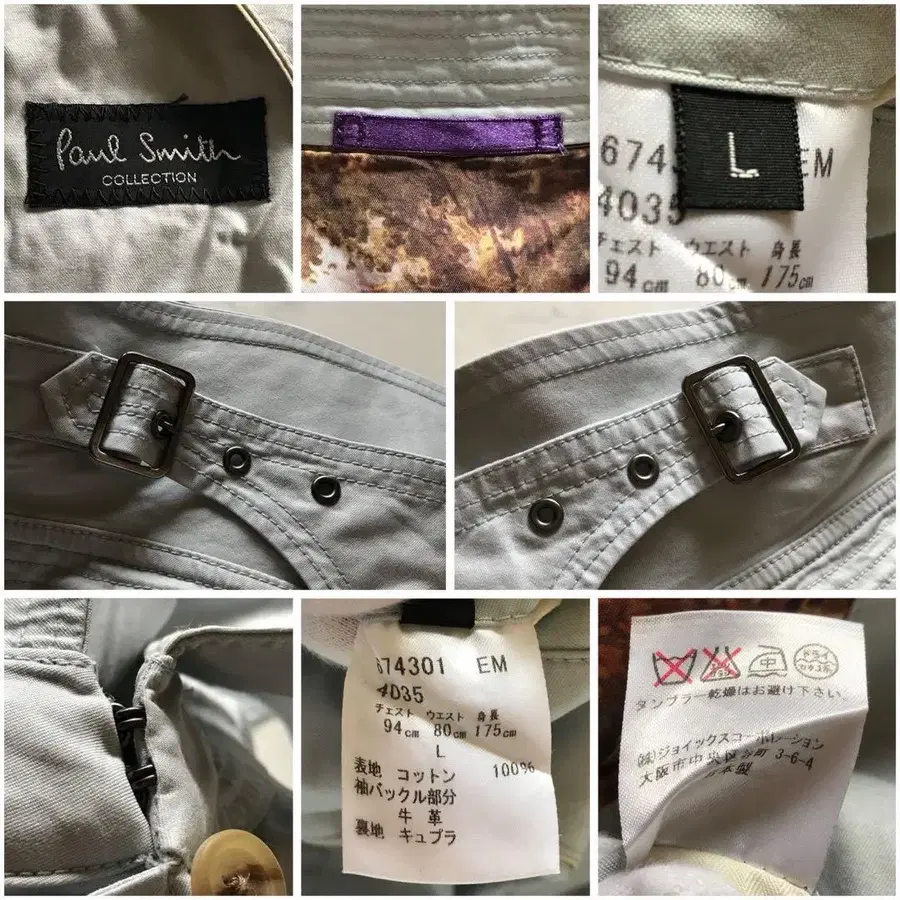 Paul Smith
COLLECTION
674
EM
L
4035
チェスト ウエスト 身長
94cm 80cm 175cm
674301 EM
4035
チェスト ウエスト 身長
94cm 80cm 175cm
L
表地 コットン 100%
袖バックル部分
牛革
裏地 キュプラ
中
ドライ
セキユ系
タンブラー乾燥はお避け下さい。
(株)ジョイックスコーポレーション
大阪市中央区 町 3-6-4
日本製